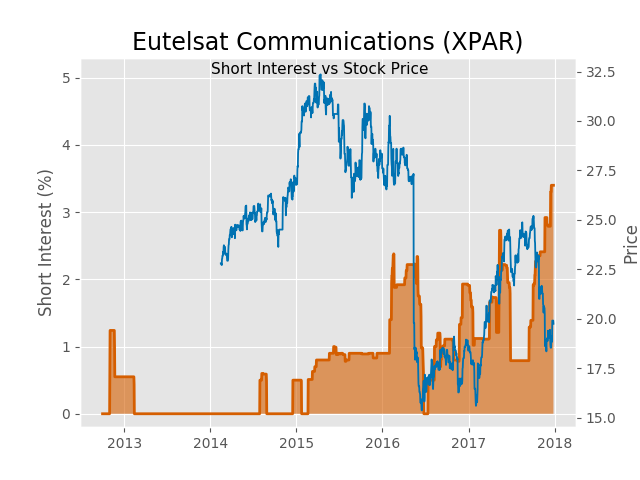 Eutelsat Communications (XPAR)
Short Interest vs Stock Price
Short Interest (%)
5
4
3
2
1
0
32.5
30.0
27.5
25.0
22.5
20.0
17.5
15.0
Price
2013 2014 2015 2016 2017 2018